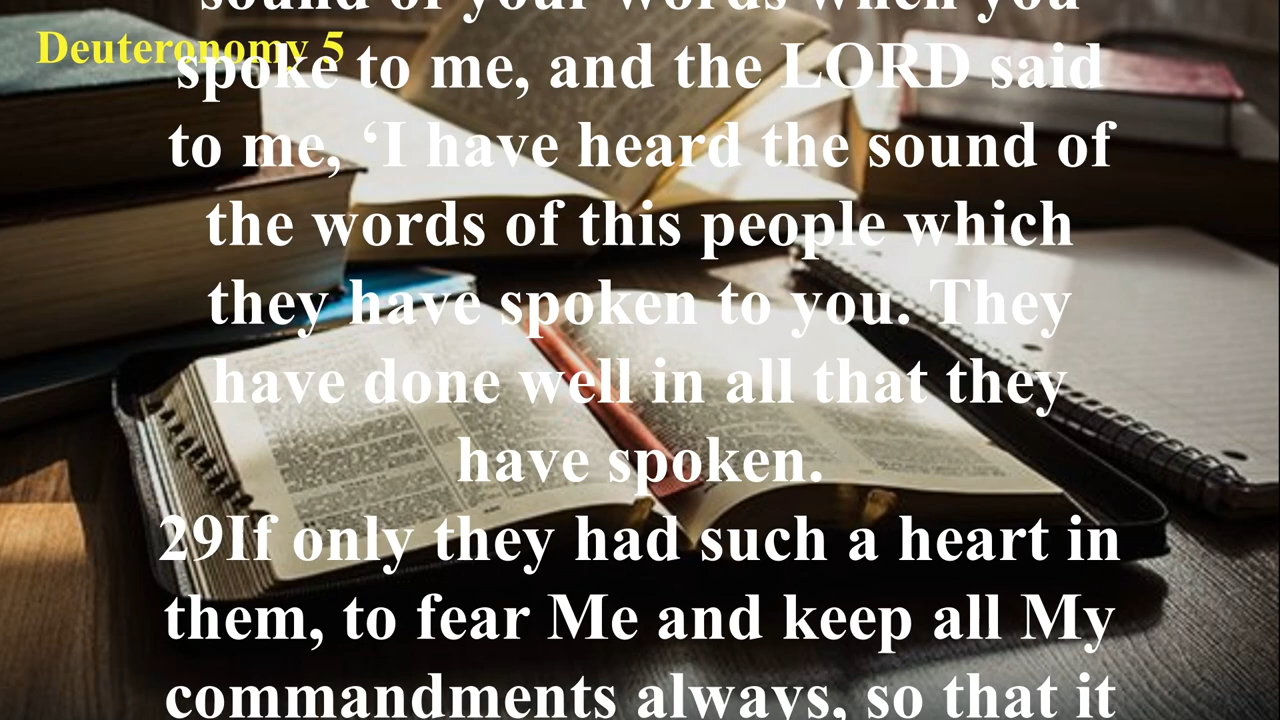 sound of your words when you
Deuteronomy 5
spoke to me, and the LORD said
to me, ‘I have heard the sound of
the words of this people which
they have spoken to you. They
have done well in all that they
have spoken.
29If only they had such a heart in
them, to fear Me and keep all My
commandments always, so that it